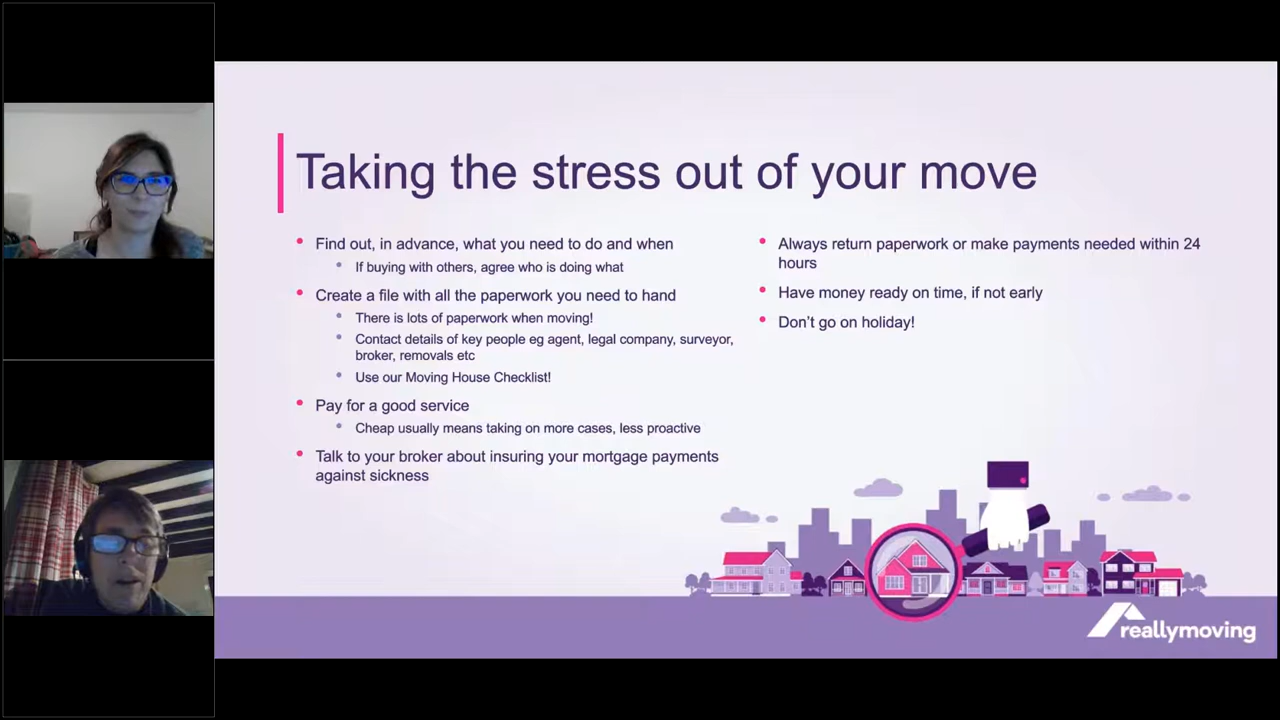 Taking the stress out of your move
Find out, in advance, what you need to do and when
If buying with others, agree who is doing what
Create a file with all the paperwork you need to hand
There is lots of paperwork when moving!
Contact details of key people eg agent, legal company, surveyor,
broker, removals etc
Use our Moving House Checklist!
Pay for a good service
Cheap usually means taking on more cases, less proactive
Talk to your broker about insuring your mortgage payments
against sickness
Always return paperwork or make payments needed within 24
hours
Have money ready on time, if not early
Don't go on holiday!
reallymoving